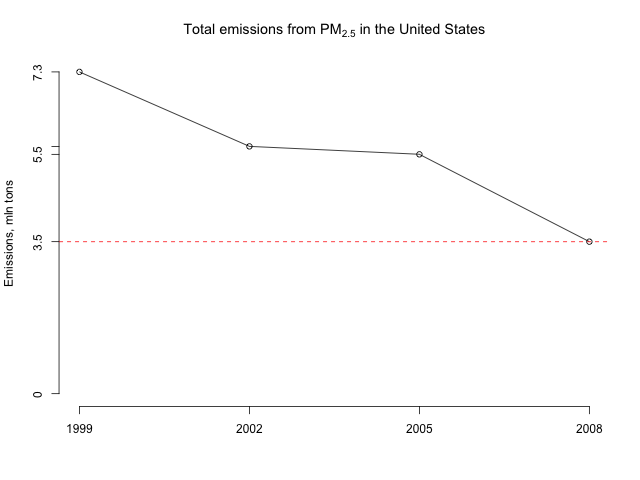 Total emissions from PM2.5 in the United States
Emissions, mln tons
7.3
5.5
3.5
0
1999 2002 2005 2008